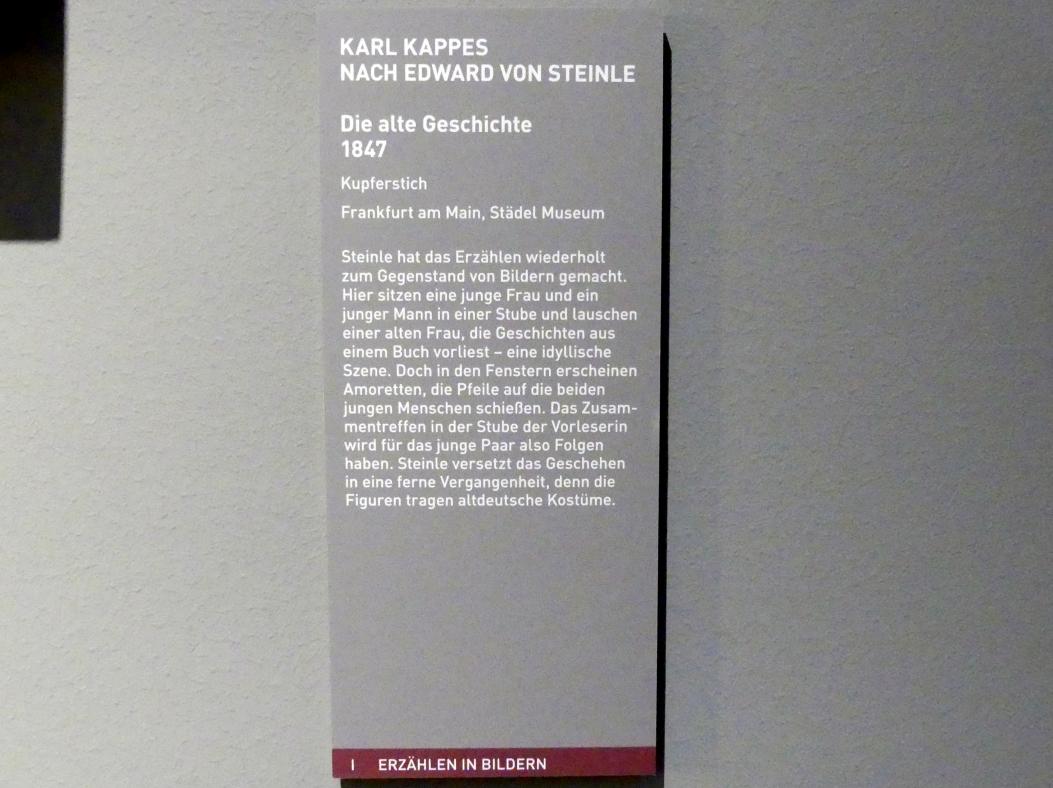 KARL KAPPES
NACH EDWARD VON STEINLE
Die alte Geschichte
1847
Kupferstich
Frankfurt am Main, Städel Museum
Steinle hat das Erzählen wiederholt
zum Gegenstand von Bildern gemacht.
Hier sitzen eine junge Frau und ein
junger Mann in einer Stube und lauschen
einer alten Frau, die Geschichten aus
einem Buch vorliest – eine idyllische
Szene. Doch in den Fenstern erscheinen
Amoretten, die Pfeile auf die beiden
jungen Menschen schießen. Das Zusam-
mentreffen in der Stube der Vorleserin
wird für das junge Paar also Folgen
haben. Steinle versetzt das Geschehen
in eine ferne Vergangenheit, denn die
Figuren tragen altdeutsche Kostüme.
I ERZÄHLEN IN BILDERN